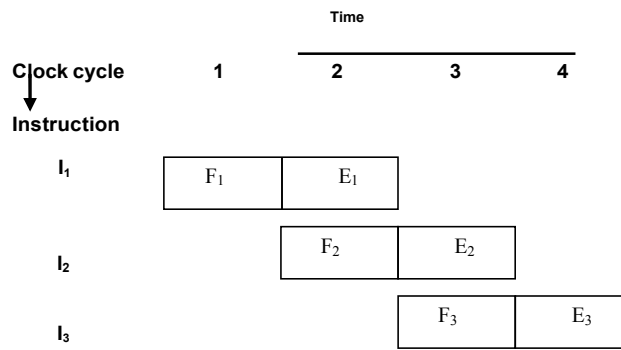 Time
Clock cycle 1 2 3 4
Instruction
I₁ F₁ E₁
I₂ F₂ E₂
I₃ F₃ E₃